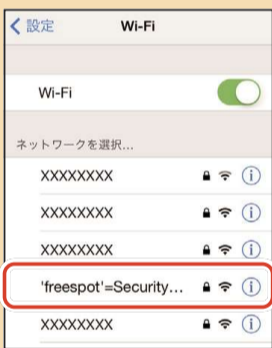 設定 Wi-Fi
Wi-Fi
ネットワークを選択...
XXXXXXXX
XXXXXXXX
XXXXXXXX
'freespot'=Security...
XXXXXXXX